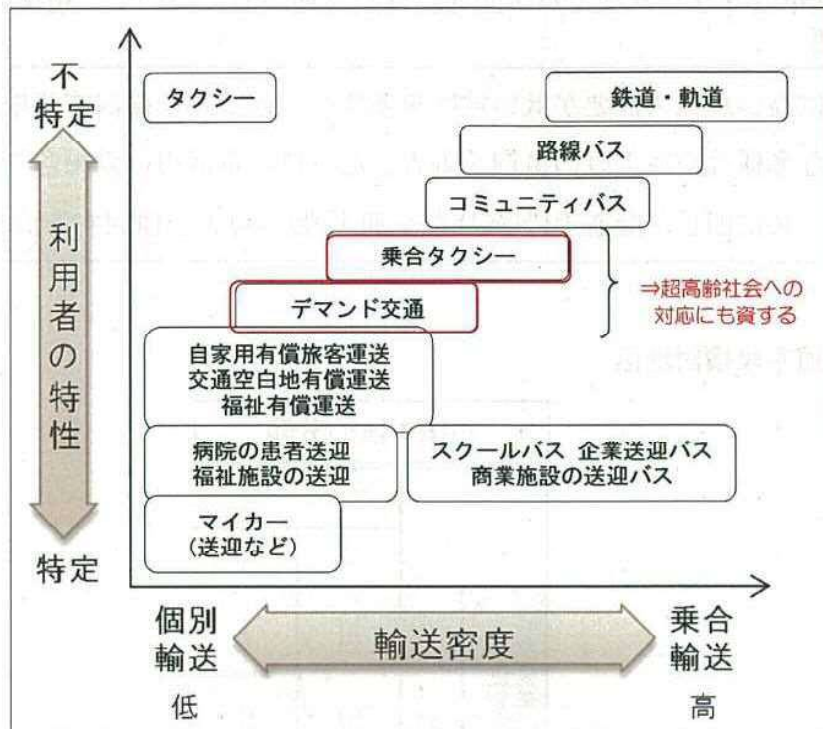 不
特定
利用者の特性
特定
タクシー
鉄道・軌道
路線バス
コミュニティバス
乗合タクシー
デマンド交通
⇒超高齢社会への
対応にも資する
自家用有償旅客運送
交通空白地有償運送
福祉有償運送
病院の患者送迎
福祉施設の送迎
スクールバス 企業送迎バス
商業施設の送迎バス
マイカー
(送迎など)
個別
輸送
低
輸送密度
乗合
輸送
高